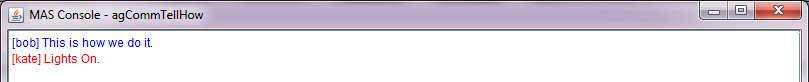 MAS Console - agCommTellHow
[bob] This is how we do it.
[kate] Lights On.